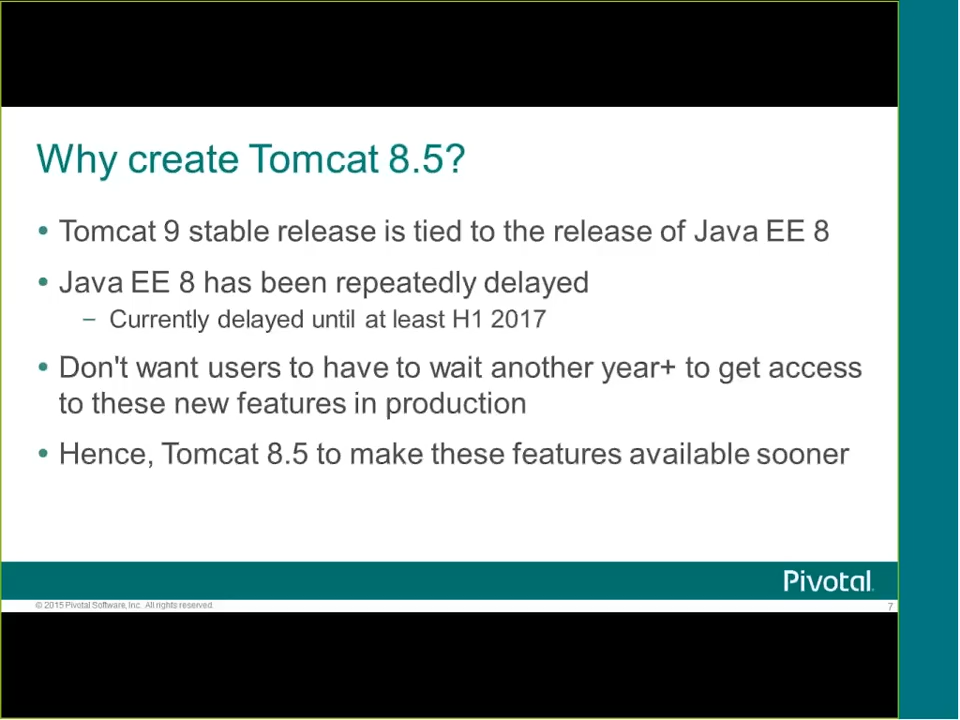 Why create Tomcat 8.5?
• Tomcat 9 stable release is tied to the release of Java EE 8
• Java EE 8 has been repeatedly delayed
– Currently delayed until at least H1 2017
• Don't want users to have to wait another year+ to get access
to these new features in production
• Hence, Tomcat 8.5 to make these features available sooner
Pivotal
© 2015 Pivotal Software, Inc. All rights reserved.
7